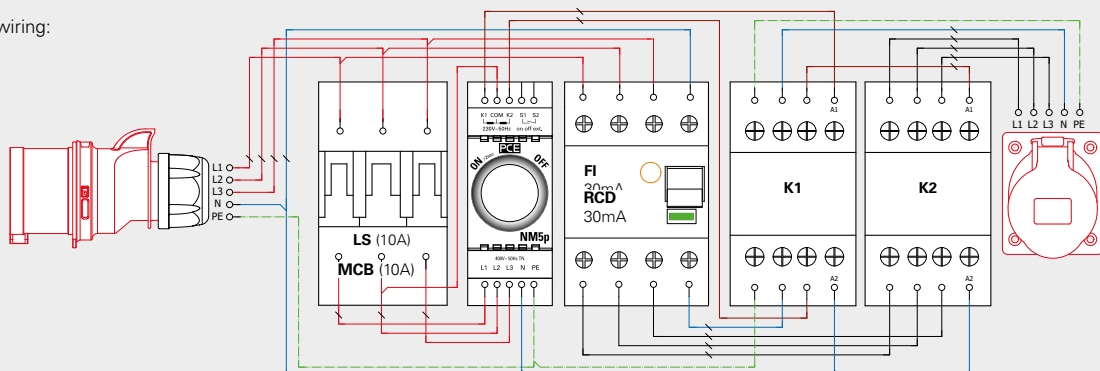 wiring:
L1
L2
L3
N
PE
LS (10A)
MCB (10A)
K1 COM K2 S1 S2
230V~50Hz on off ext.
PCE
ON >2sec OFF
NM5p
400V~ 50Hz TN
L1 L2 L3 N PE
FI
30mA
RCD
30mA
A1
K1
A2
A1
K2
A2
L1 L2 L3 N PE